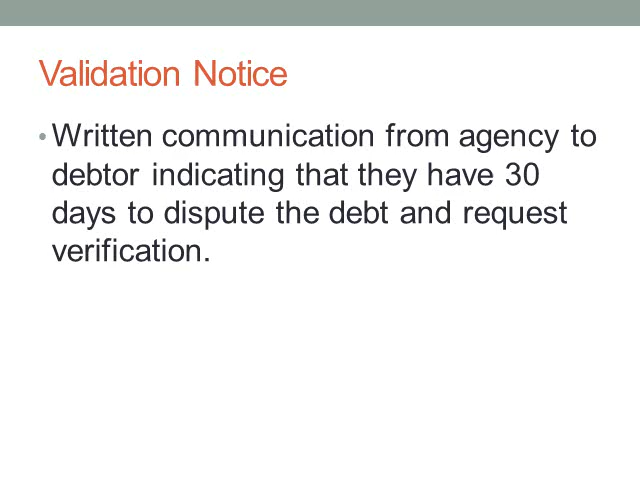 Validation Notice
• Written communication from agency to
debtor indicating that they have 30
days to dispute the debt and request
verification.